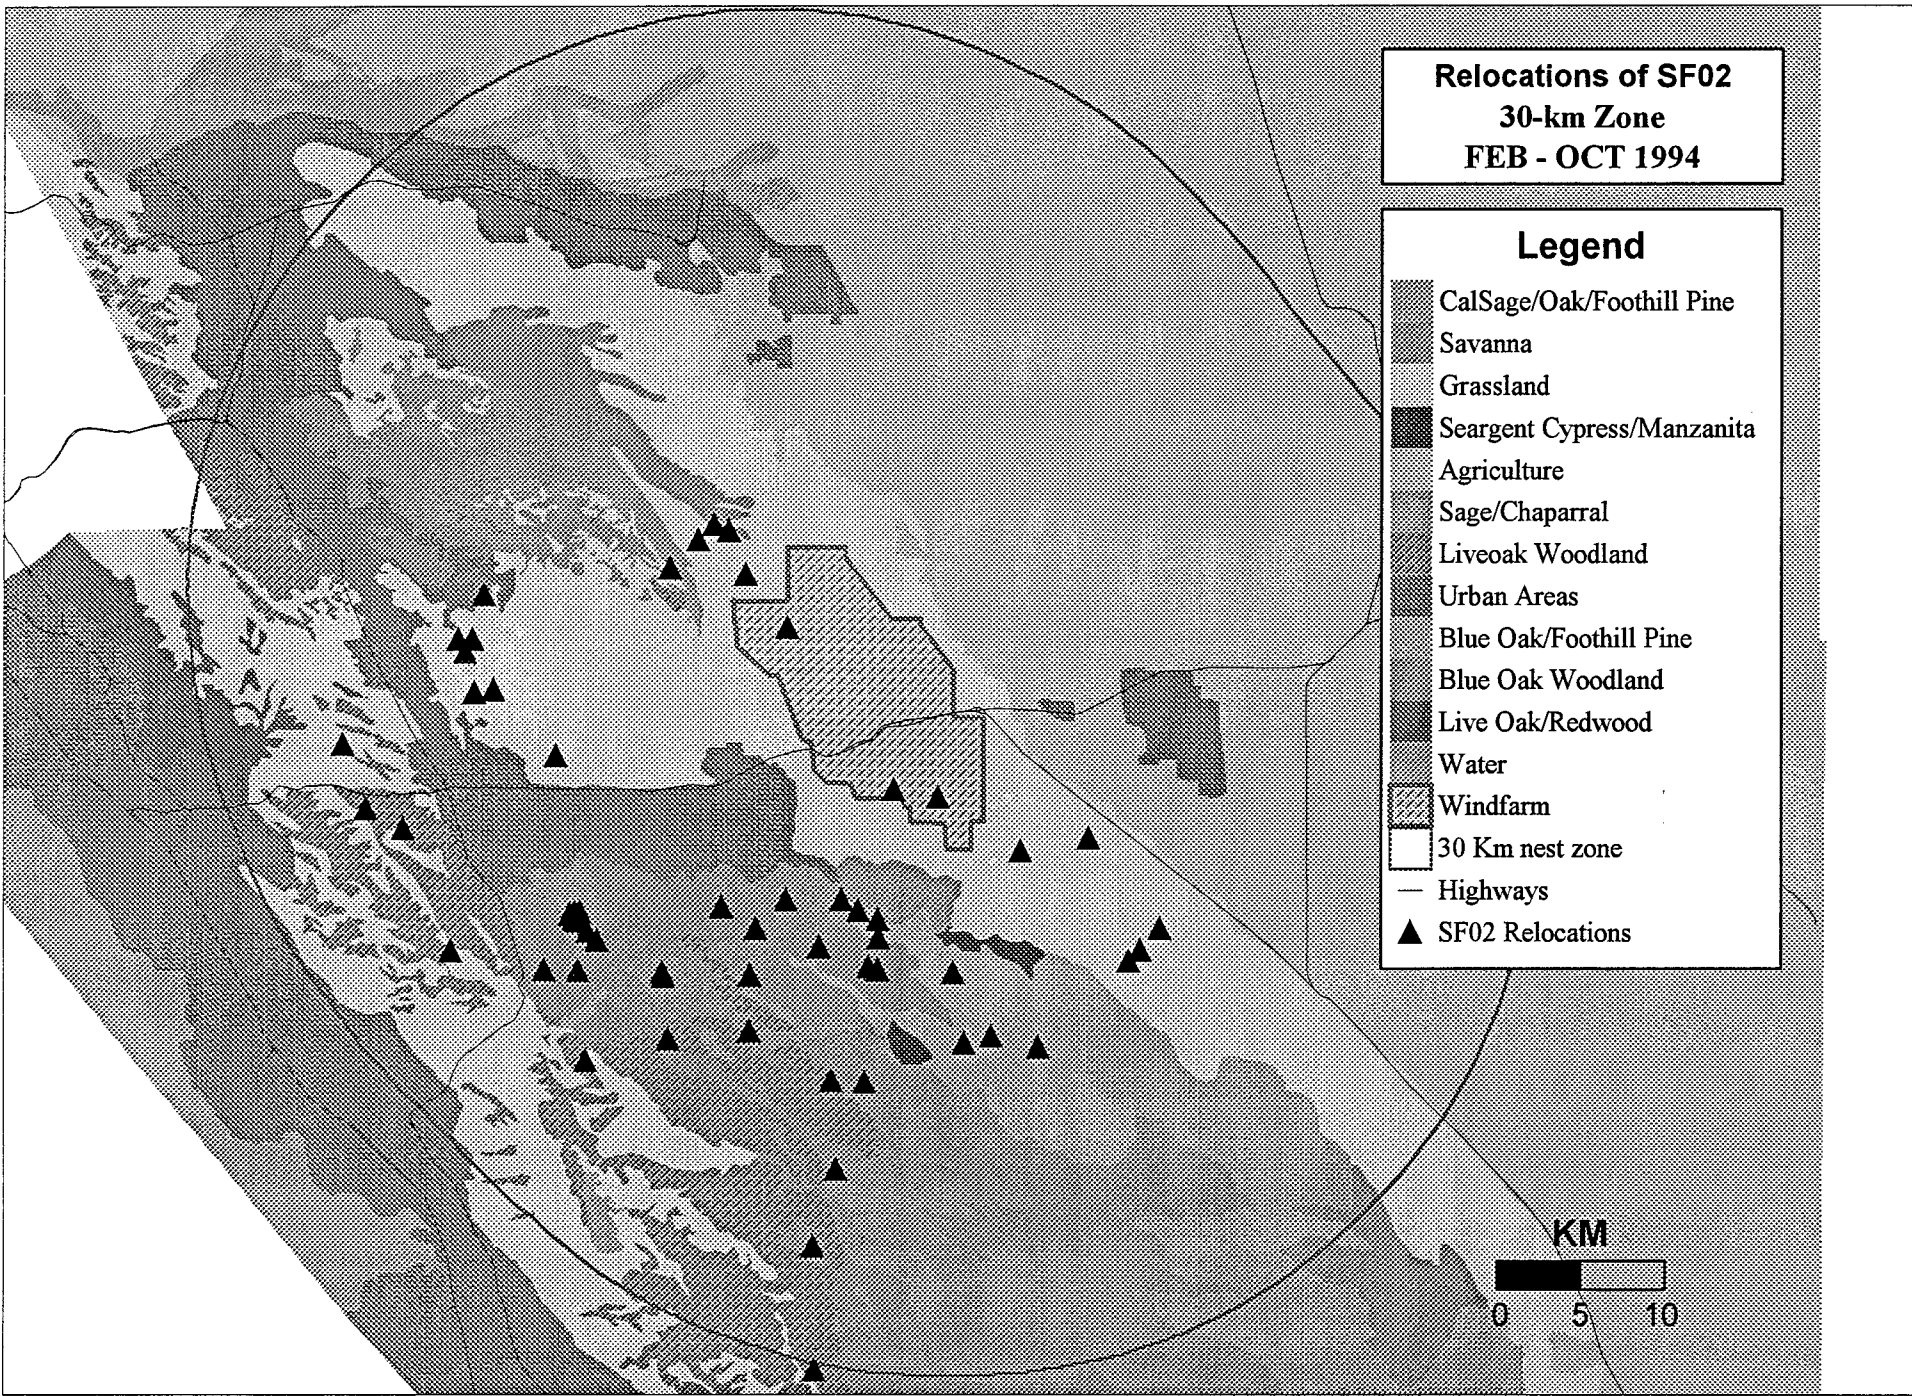 Relocations of SF02
30-km Zone
FEB - OCT 1994
Legend
CalSage/Oak/Foothill Pine
Savanna
Grassland
Seargent Cypress/Manzanita
Agriculture
Sage/Chaparral
Liveoak Woodland
Urban Areas
Blue Oak/Foothill Pine
Blue Oak Woodland
Live Oak/Redwood
Water
Windfarm
30 Km nest zone
Highways
SF02 Relocations
KM
0 5 10